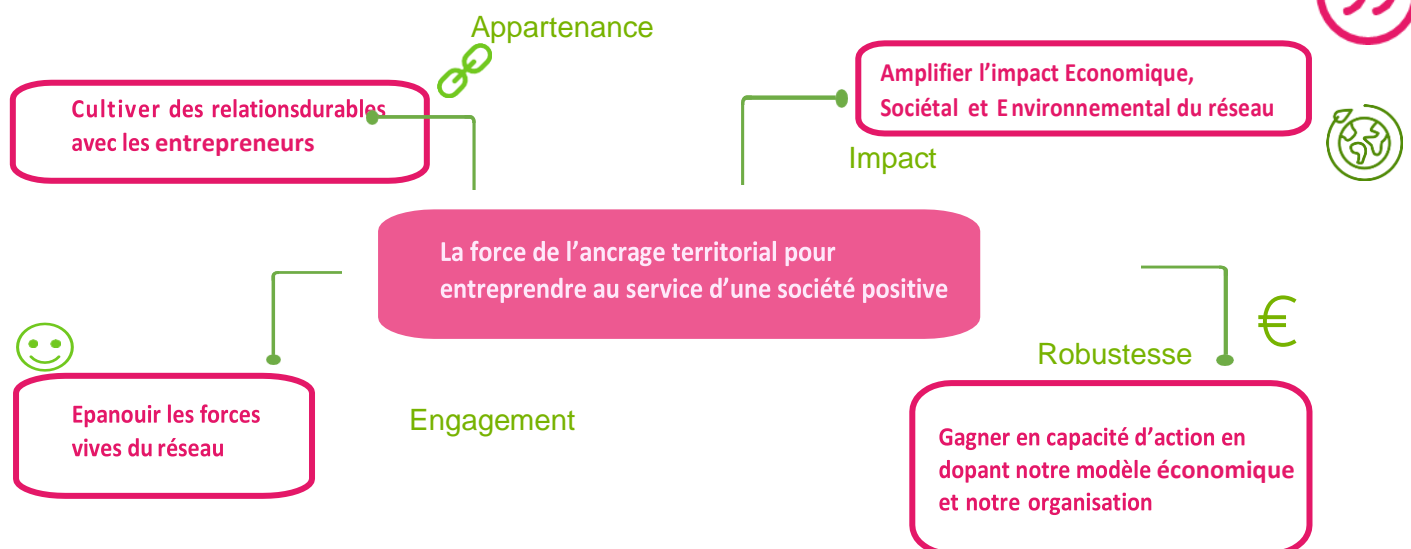 Appartenance
Cultiver des relationsdurables
avec les entrepreneurs
Amplifier l’impact Economique,
Sociétal et Environnemental du réseau
Impact
La force de l’ancrage territorial pour
entreprendre au service d’une société positive
€
Robustesse
Epanouir les forces
vives du réseau
Engagement
Gagner en capacité d’action en
dopant notre modèle économique
et notre organisation